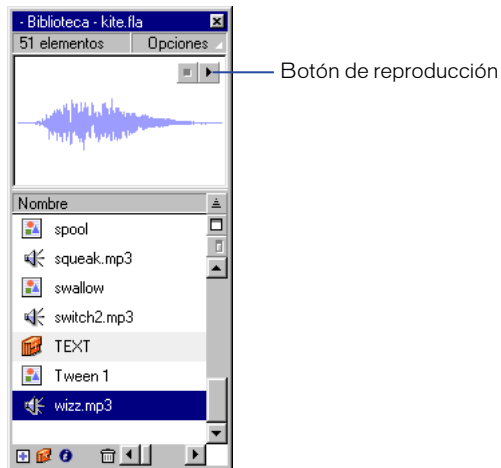 - Biblioteca - kite.fla
51 elementos Opciones
Botón de reproducción
Nombre
spool
squeak.mp3
swallow
switch2.mp3
TEXT
Tween 1
wizz.mp3